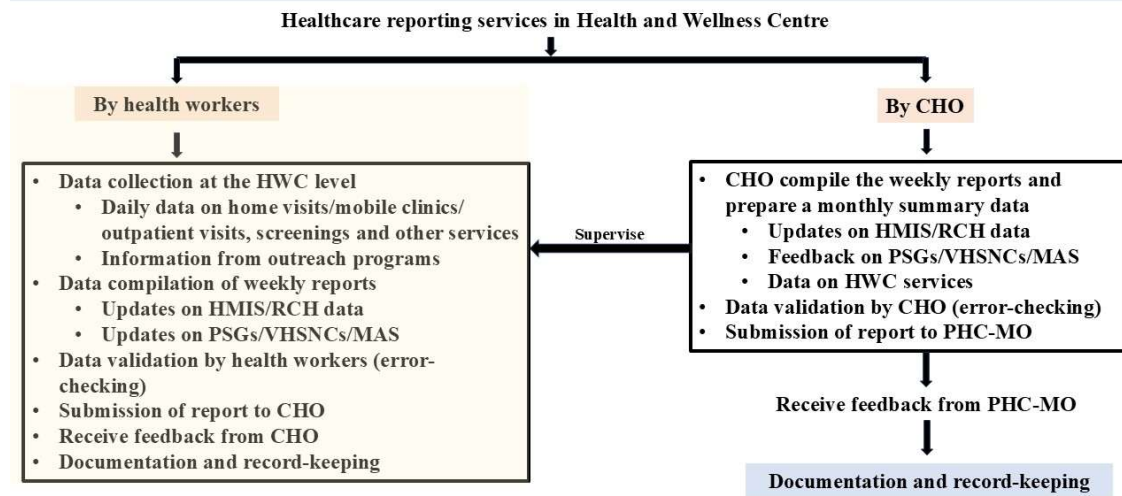 Healthcare reporting services in Health and Wellness Centre
By health workers
• Data collection at the HWC level
• Daily data on home visits/mobile clinics/
outpatient visits, screenings and other services
• Information from outreach programs
• Data compilation of weekly reports
• Updates on HMIS/RCH data
• Updates on PSGs/VHSNCs/MAS
• Data validation by health workers (error-
checking)
• Submission of report to CHO
• Receive feedback from CHO
• Documentation and record-keeping
Supervise
By CHO
• CHO compile the weekly reports and
prepare a monthly summary data
• Updates on HMIS/RCH data
• Feedback on PSGs/VHSNCs/MAS
• Data on HWC services
• Data validation by CHO (error-checking)
• Submission of report to PHC-MO
Receive feedback from PHC-MO
Documentation and record-keeping